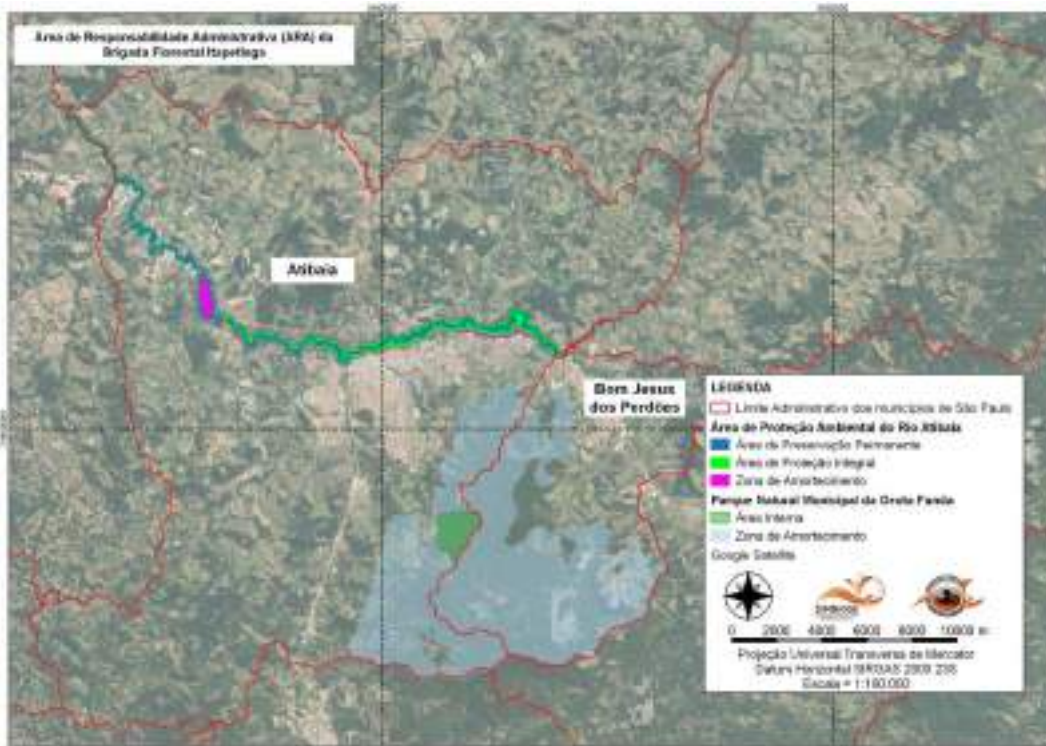 Área de Responsabilidade Administrativa (ARA) da
Brigada Florestal Itapetinga
Atibaia
Bom Jesus
dos Perdões
LEGENDA
Limite Administrativo dos municípios de São Paulo
Área de Proteção Ambiental do Rio Atibaia
Área de Preservação Permanente
Área de Proteção Integral
Zona de Amortecimento
Parque Natural Municipal da Grota Funda
Área Interna
Zona de Amortecimento
Google Satellite
0 2000 4000 6000 8000 10000 m
Projeção Universal Transversa de Mercator
Datum Horizontal SIRGAS 2000 23S
Escala = 1:160.000